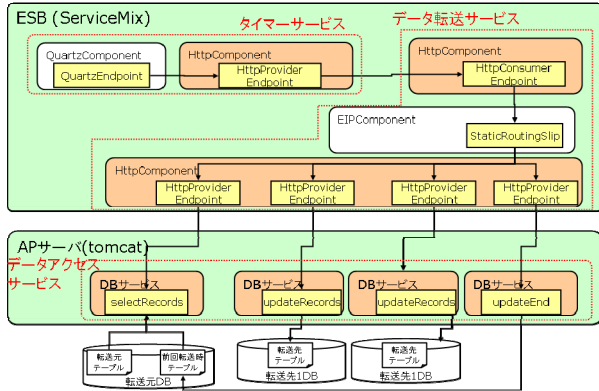 ESB (ServiceMix)
タイマーサービス
データ転送サービス
QuartzComponent
QuartzEndpoint
HttpComponent
HttpProvider
Endpoint
HttpComponent
HttpConsumer
Endpoint
EIPComponent
StaticRoutingSlip
HttpComponent
HttpProvider
Endpoint
HttpProvider
Endpoint
HttpProvider
Endpoint
HttpProvider
Endpoint
APサーバ(tomcat)
データアクセス
サービス
DBサービス
selectRecords
DBサービス
updateRecords
DBサービス
updateRecords
DBサービス
updateEnd
転送元
テーブル
前回転送時
テーブル
転送元DB
転送先
テーブル
転送先1DB
転送先
テーブル
転送先1DB